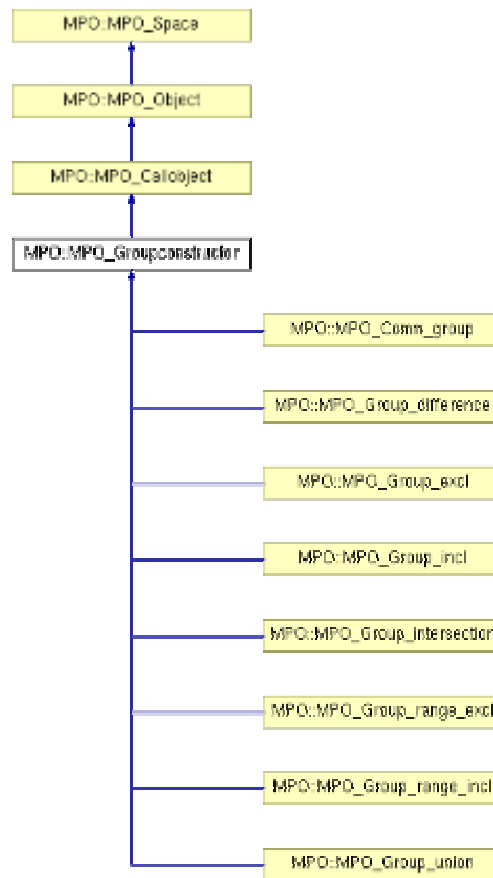 MPO::MPO_Space
MPO::MPO_Object
MPO::MPO_Callobject
MPO::MPO_Groupconstructor
MPO::MPO_Comm_group
MPO::MPO_Group_difference
MPO::MPO_Group_excl
MPO::MPO_Group_incl
MPO::MPO_Group_intersection
MPO::MPO_Group_range_excl
MPO::MPO_Group_range_incl
MPO::MPO_Group_union